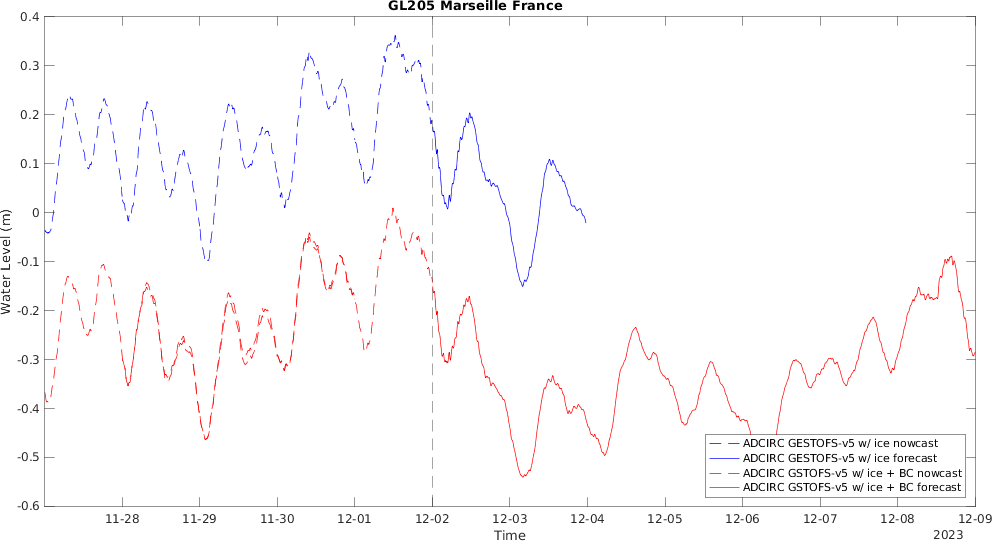 GL205 Marseille France
0.4
0.3
0.2
0.1
0
-0.1
-0.2
-0.3
-0.4
-0.5
-0.6
Water Level (m)
ADCIRC GESTOFS-v5 w/ ice nowcast
ADCIRC GESTOFS-v5 w/ ice forecast
ADCIRC GSTOFS-v5 w/ ice + BC nowcast
ADCIRC GSTOFS-v5 w/ ice + BC forecast
11-28 11-29 11-30 12-01 12-02 12-03 12-04 12-05 12-06 12-07 12-08 12-09
Time
2023